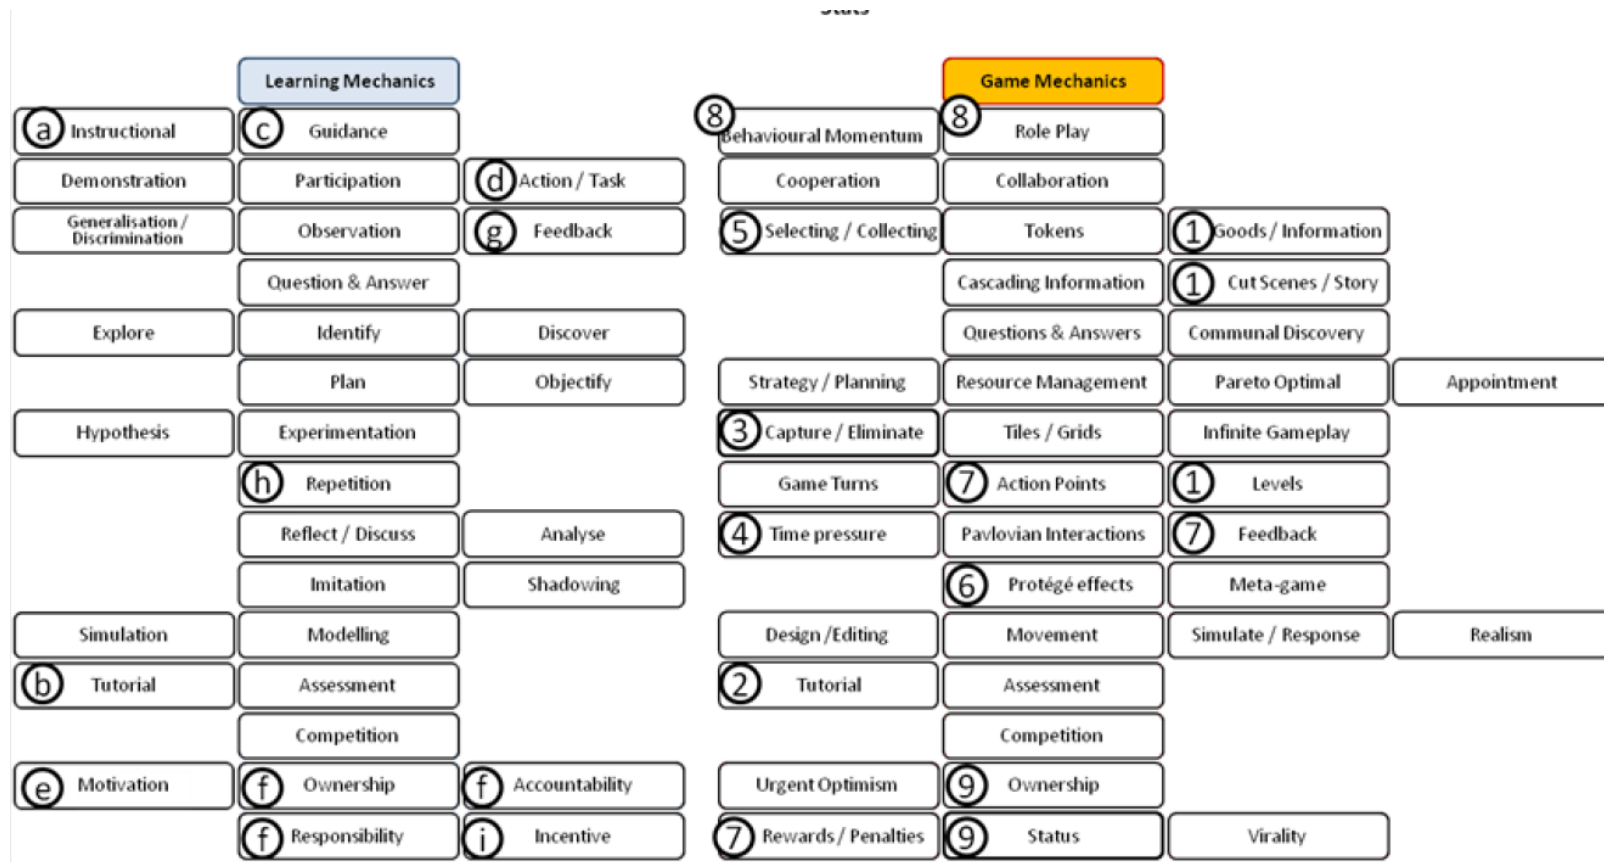 Stats
Learning Mechanics
Game Mechanics
a Instructional c Guidance 8 Behavioural Momentum 8 Role Play
Demonstration Participation d Action / Task Cooperation Collaboration
Generalisation /
Discrimination Observation g Feedback 5 Selecting / Collecting Tokens 1 Goods / Information
Question & Answer Cascading Information 1 Cut Scenes / Story
Explore Identify Discover Questions & Answers Communal Discovery
Plan Objectify Strategy / Planning Resource Management Pareto Optimal Appointment
Hypothesis Experimentation 3 Capture / Eliminate Tiles / Grids Infinite Gameplay
h Repetition Game Turns 7 Action Points 1 Levels
Reflect / Discuss Analyse 4 Time pressure Pavlovian Interactions 7 Feedback
Imitation Shadowing 6 Protégé effects Meta-game
Simulation Modelling Design /Editing Movement Simulate / Response Realism
b Tutorial Assessment 2 Tutorial Assessment
Competition Competition
e Motivation f Ownership f Accountability Urgent Optimism 9 Ownership
f Responsibility i Incentive 7 Rewards / Penalties 9 Status Virality